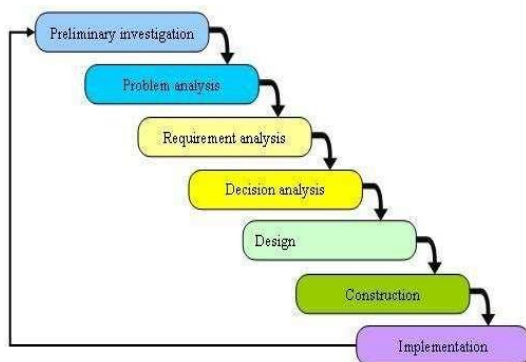 Preliminary investigation
Problem analysis
Requirement analysis
Decision analysis
Design
Construction
Implementation